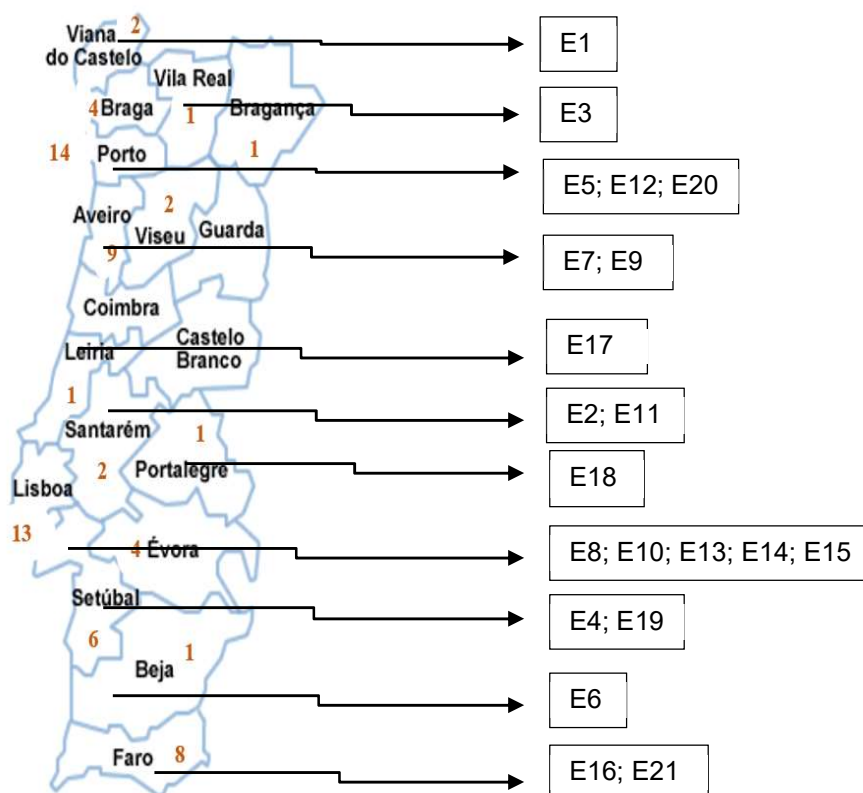 2
Viana
do Castelo
E1
Vila Real
4 Braga
1
Bragança
E3
14
Porto
1
E5; E12; E20
2
Aveiro
Viseu
Guarda
9
E7; E9
Coimbra
Leiria
Castelo
Branco
E17
1
Santarém
1
E2; E11
Lisboa
2
Portalegre
E18
13
4 Évora
E8; E10; E13; E14; E15
Setúbal
E4; E19
6
Beja
1
E6
Faro
8
E16; E21